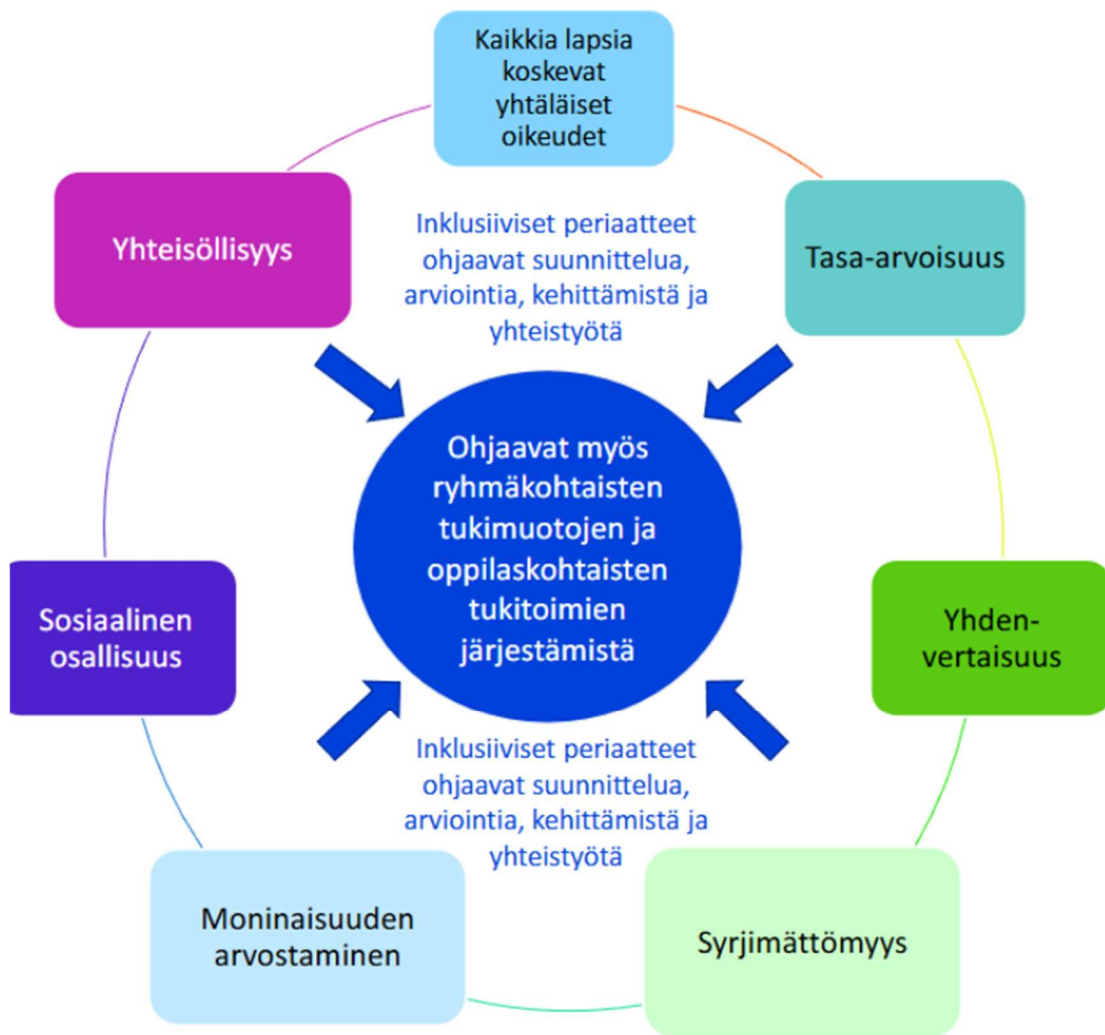 Kaikkia lapsia
koskevat
yhtäläiset
oikeudet
Yhteisöllisyys
Inklusiiviset periaatteet
ohjaavat suunnittelua,
arviointia, kehittämistä ja
yhteistyötä
Tasa-arvoisuus
Ohjaavat myös
ryhmäkohtaisten
tukimuotojen ja
oppilaskohtaisten
tukitoimien
järjestämistä
Sosiaalinen
osallisuus
Yhden-
vertaisuus
Inklusiiviset periaatteet
ohjaavat suunnittelua,
arviointia, kehittämistä ja
yhteistyötä
Moninaisuuden
arvostaminen
Syrjimättömyys